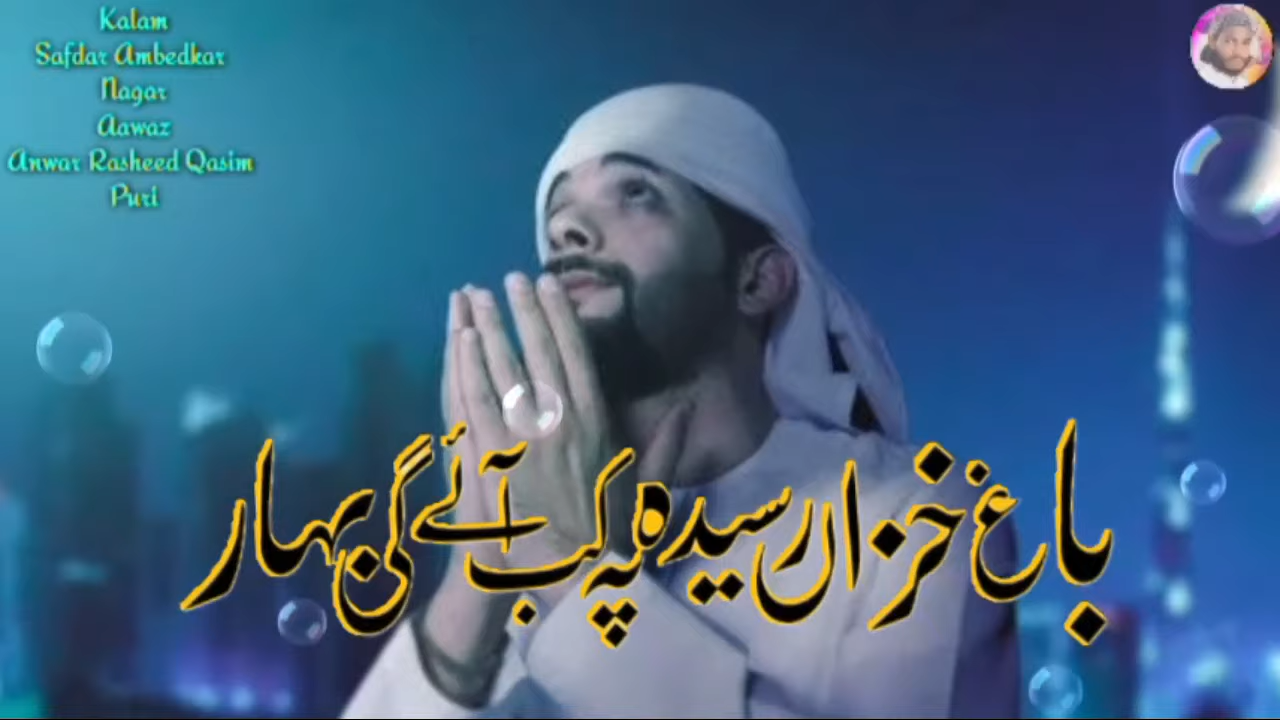 Kalam
Safdar Ambedkar
Nagar
Aawaz
Anwar Rasheed Qasim
Puri
باغ خزاں رسیدہ پہ کب آئے گی بہار